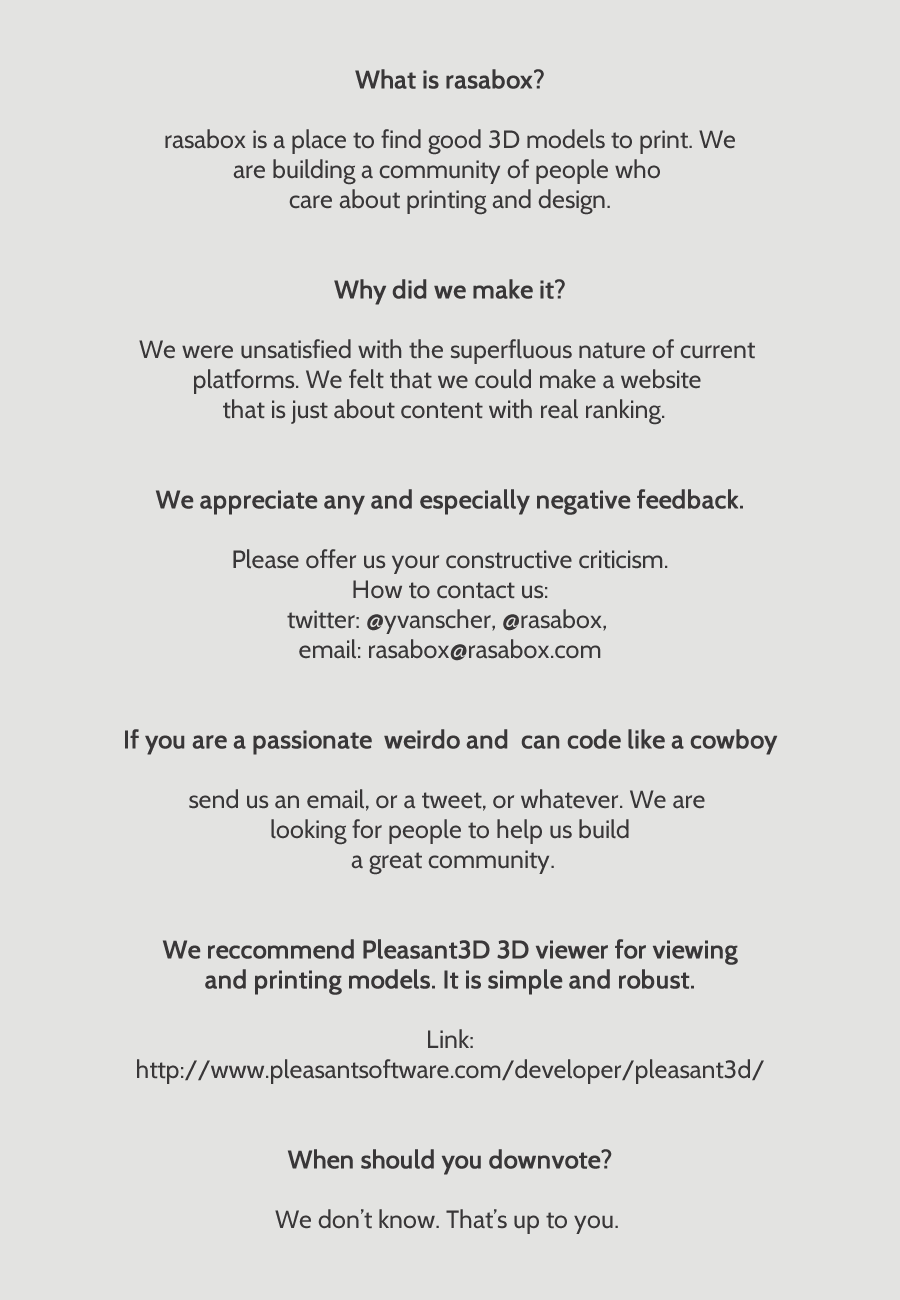 What is rasabox?
rasabox is a place to find good 3D models to print. We
are building a community of people who
care about printing and design.
Why did we make it?
We were unsatisfied with the superfluous nature of current
platforms. We felt that we could make a website
that is just about content with real ranking.
We appreciate any and especially negative feedback.
Please offer us your constructive criticism.
How to contact us:
twitter: @yvanscher, @rasabox,
email: rasabox@rasabox.com
If you are a passionate  weirdo and  can code like a cowboy
send us an email, or a tweet, or whatever. We are
looking for people to help us build
a great community.
We reccommend Pleasant3D 3D viewer for viewing
and printing models. It is simple and robust.
Link:
http://www.pleasantsoftware.com/developer/pleasant3d/
When should you downvote?
We don’t know. That’s up to you.